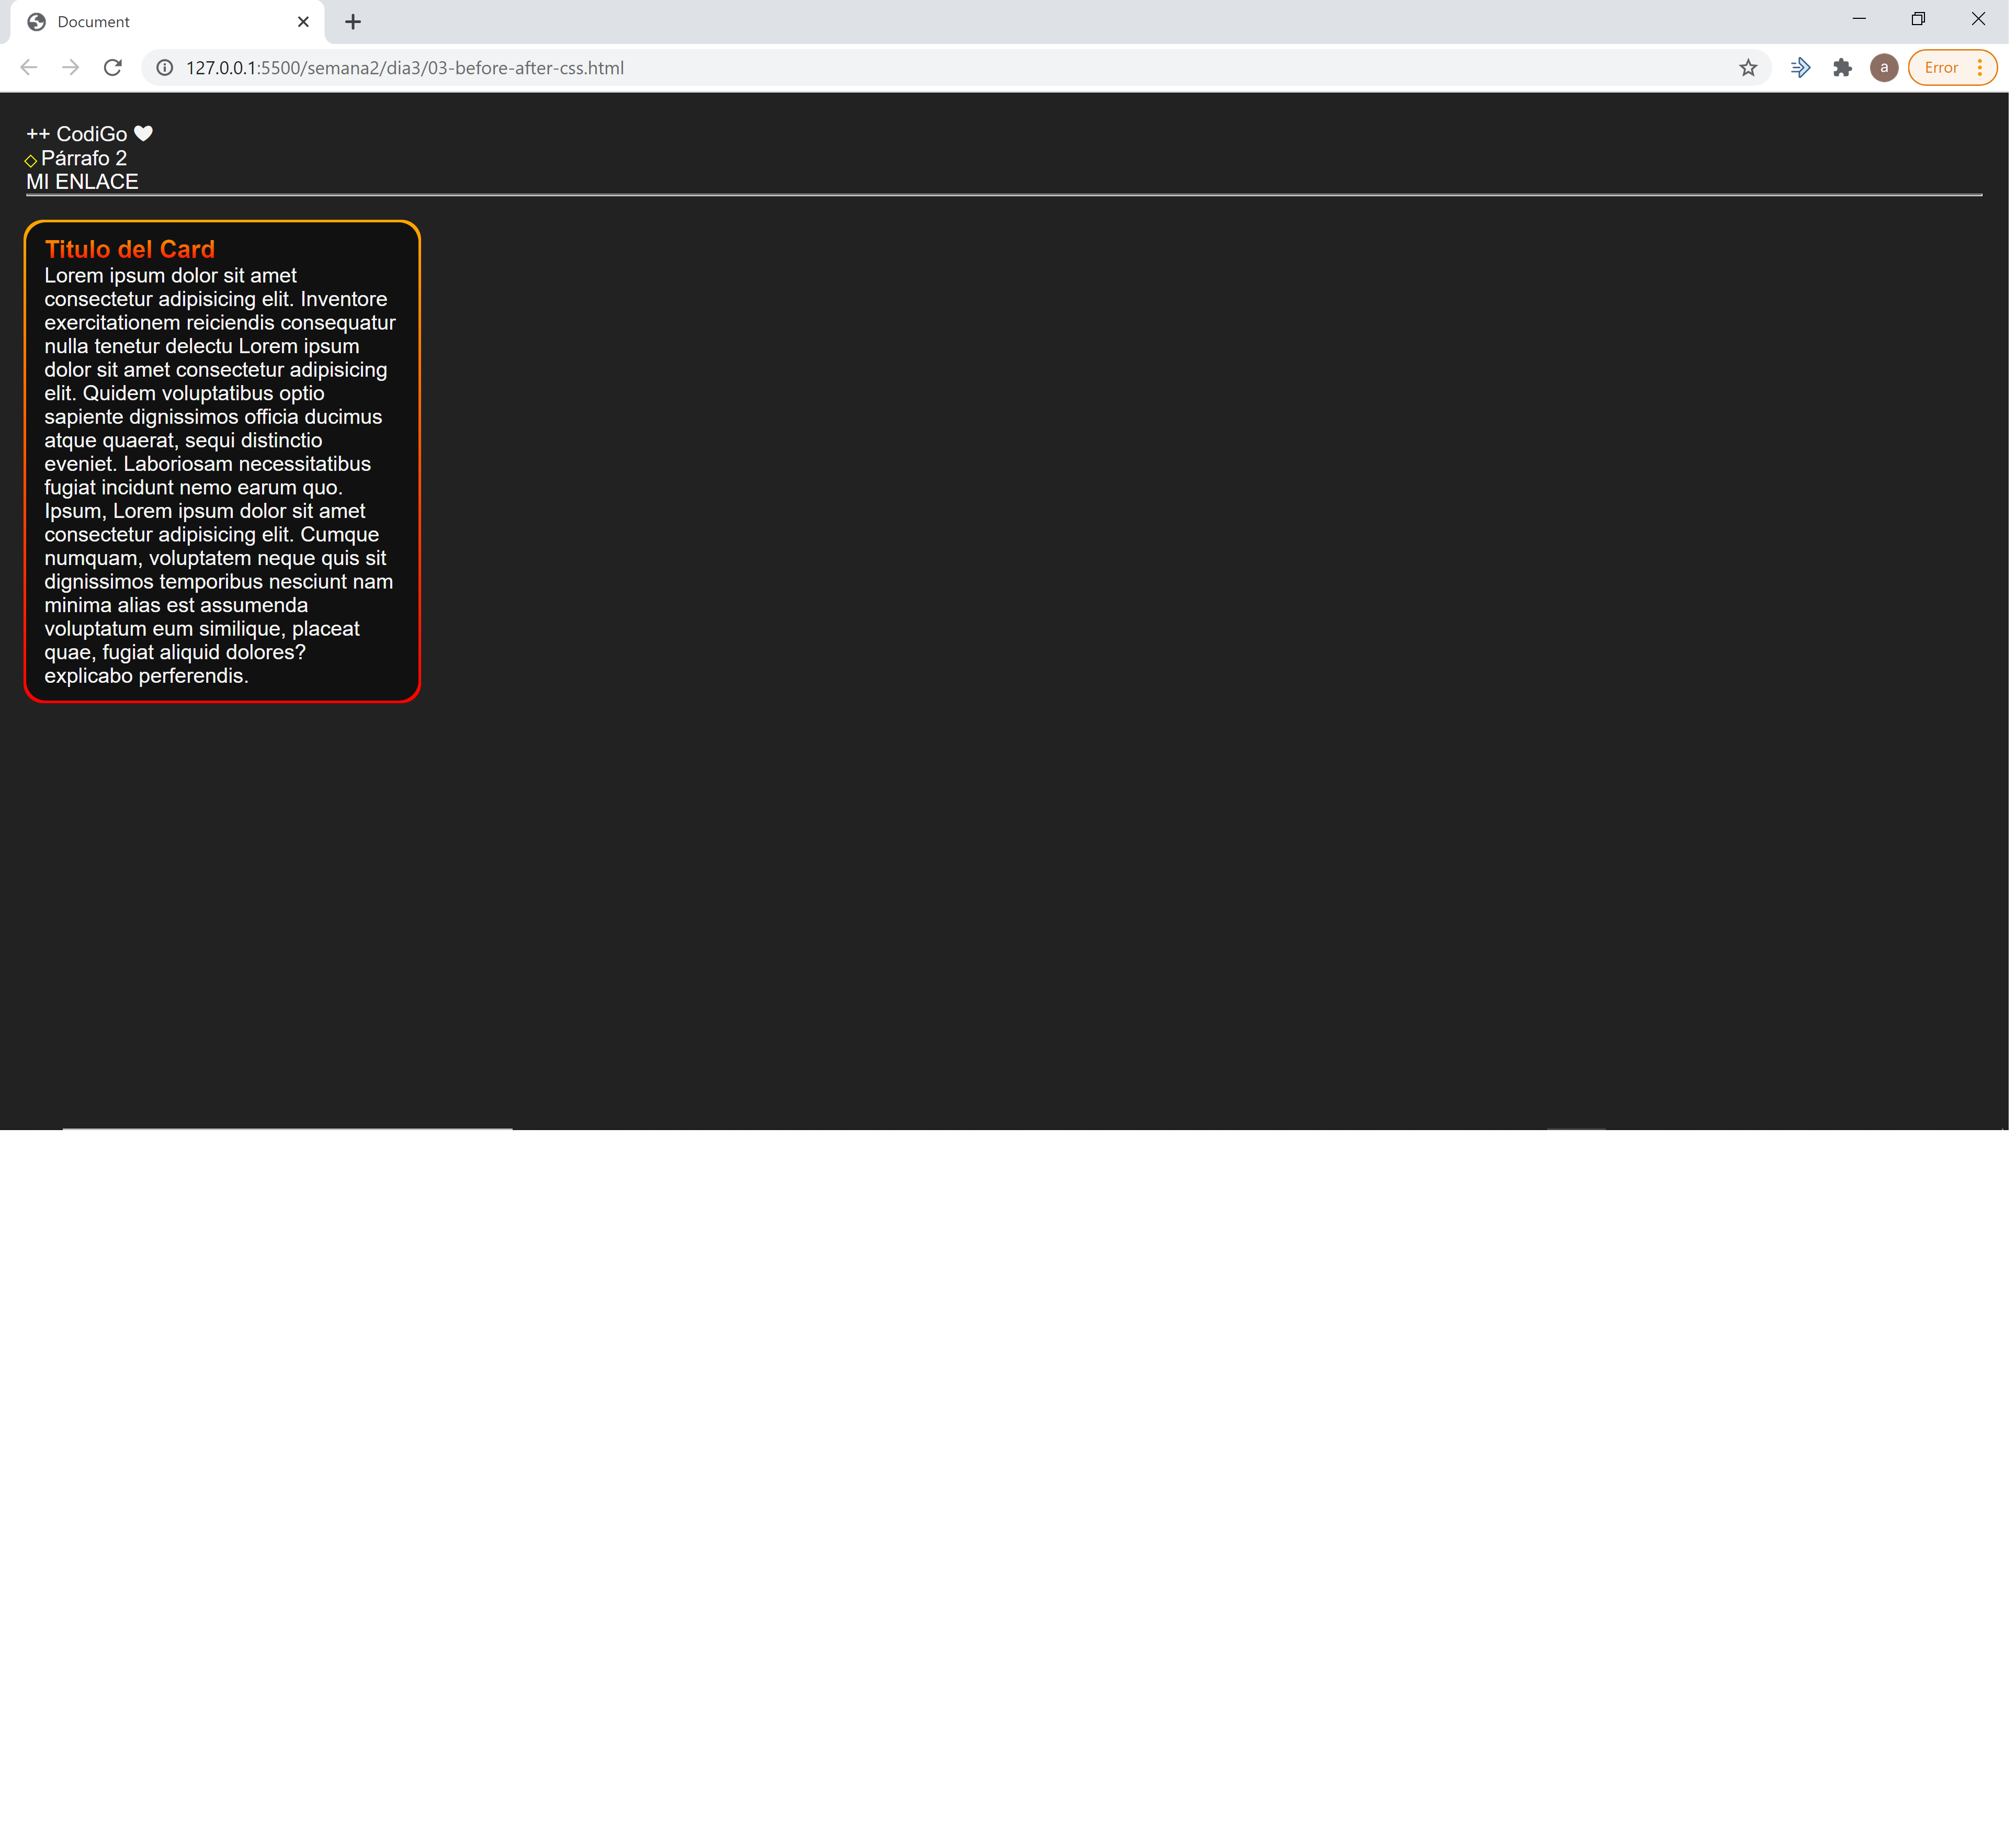 Document
127.0.0.1:5500/semana2/dia3/03-before-after-css.html
a
Error
++ CodiGo 🤍
◇ Párrafo 2
MI ENLACE
Titulo del Card
Lorem ipsum dolor sit amet
consectetur adipisicing elit. Inventore
exercitationem reiciendis consequatur
nulla tenetur delectu Lorem ipsum
dolor sit amet consectetur adipisicing
elit. Quidem voluptatibus optio
sapiente dignissimos officia ducimus
atque quaerat, sequi distinctio
eveniet. Laboriosam necessitatibus
fugiat incidunt nemo earum quo.
Ipsum, Lorem ipsum dolor sit amet
consectetur adipisicing elit. Cumque
numquam, voluptatem neque quis sit
dignissimos temporibus nesciunt nam
minima alias est assumenda
voluptatum eum similique, placeat
quae, fugiat aliquid dolores?
explicabo perferendis.